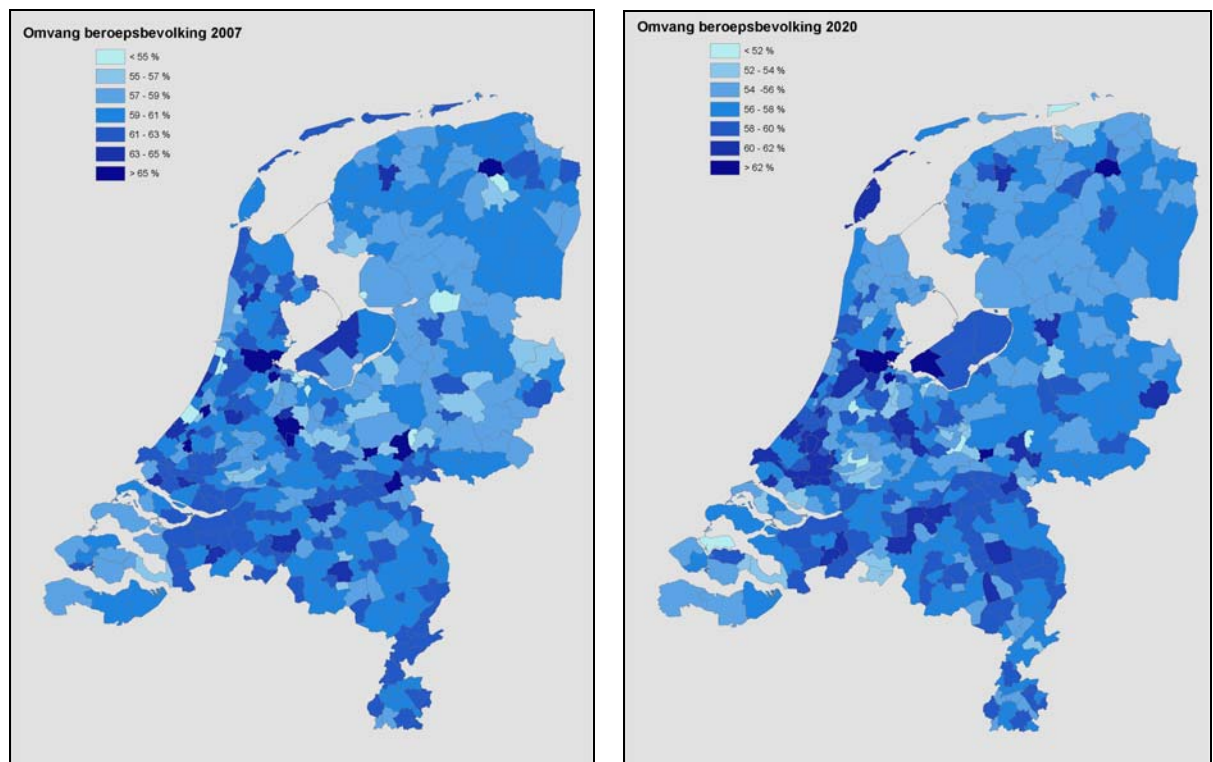 Omvang beroepsbevolking 2007
< 55 %
55 - 57 %
57 - 59 %
59 - 61 %
61 - 63 %
63 - 65 %
> 65 %
Omvang beroepsbevolking 2020
< 52 %
52 - 54 %
54 -56 %
56 - 58 %
58 - 60 %
60 - 62 %
> 62 %